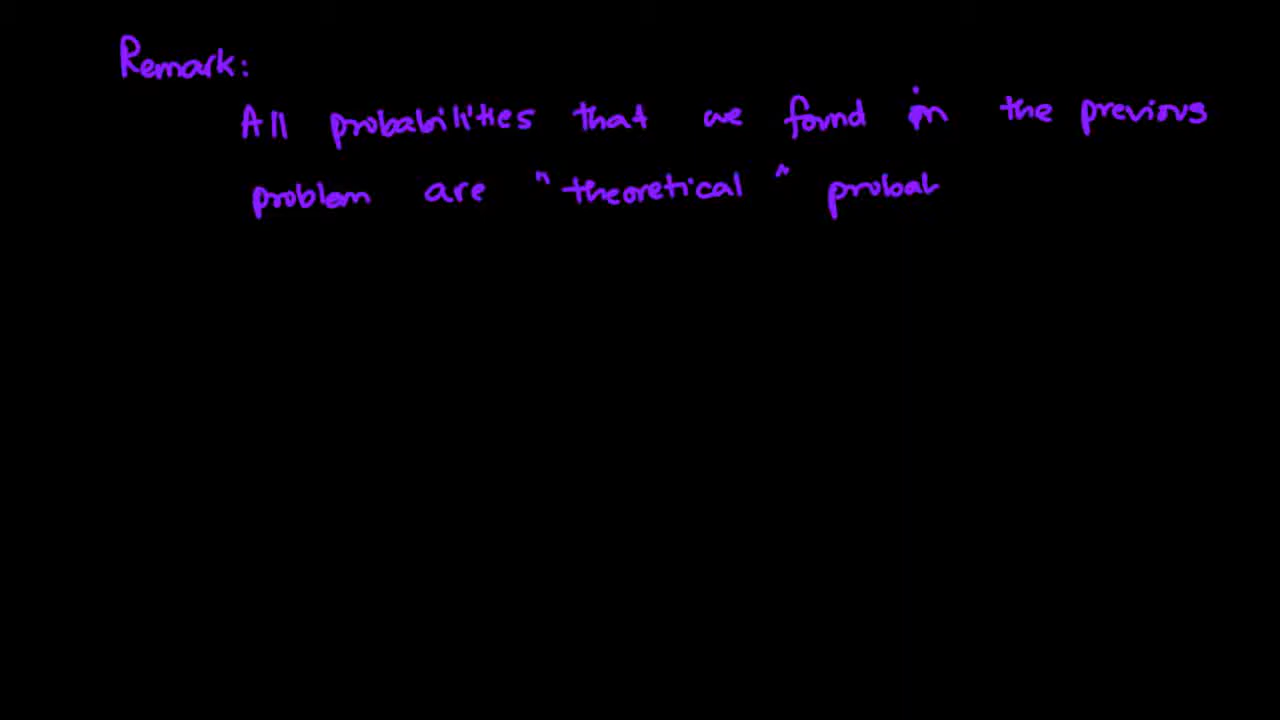 Remark:
All probabilities that we found in the previous
problem are "theoretical" probab